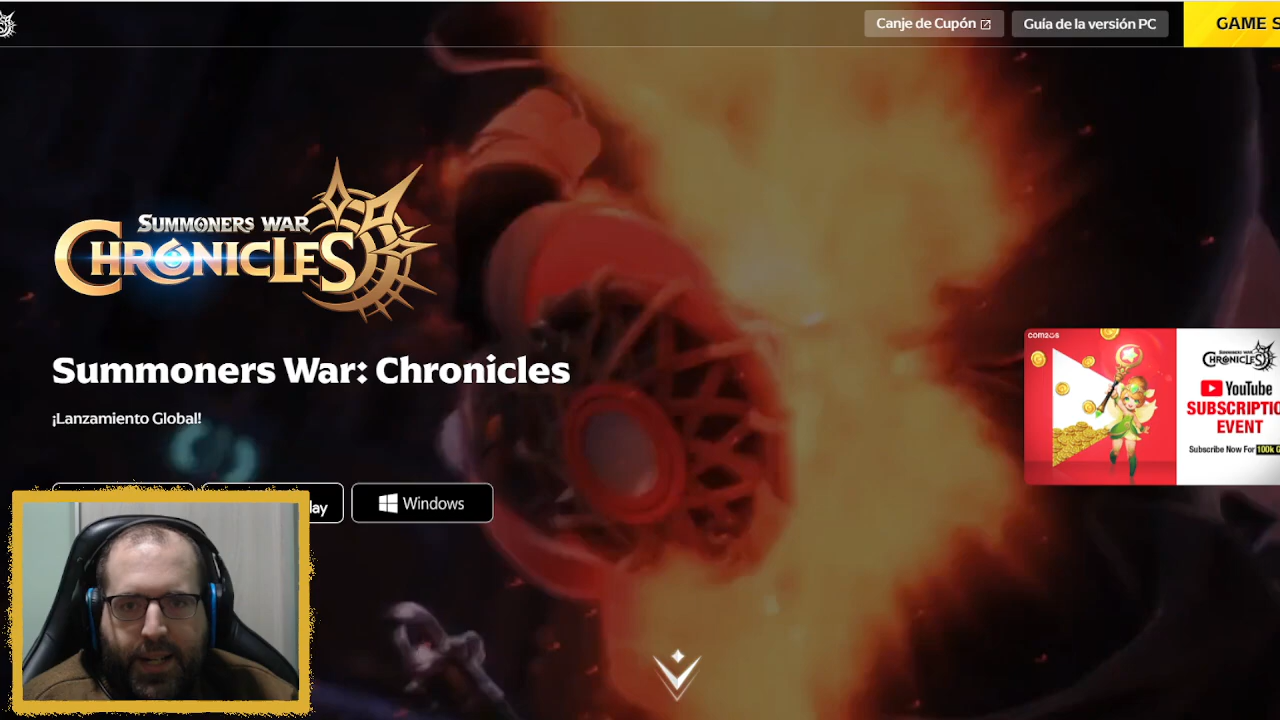 Canje de Cupón
Guía de la versión PC
GAME S
SUMMONERS WAR
CHRONICLES
Summoners War: Chronicles
¡Lanzamiento Global!
lay
Windows
com2us
SUMMONERS WAR
CHRONICLES
YouTube
SUBSCRIPTIO
EVENT
Subscribe Now For 100k G